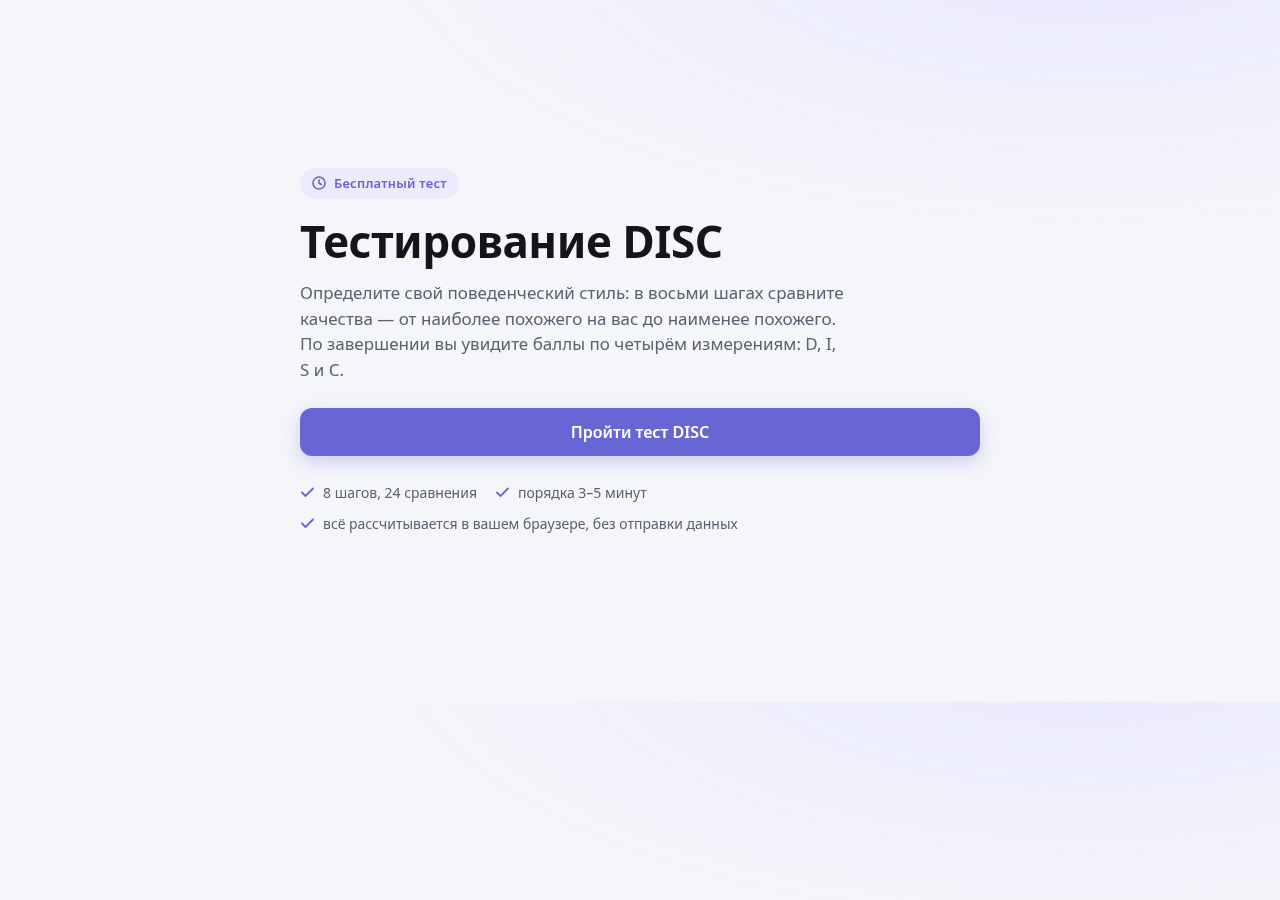 Бесплатный тест
Тестирование DISC
Определите свой поведенческий стиль: в восьми шагах сравните
качества — от наиболее похожего на вас до наименее похожего.
По завершении вы увидите баллы по четырём измерениям: D, I,
S и C.
Пройти тест DISC
8 шагов, 24 сравнения порядка 3–5 минут
всё рассчитывается в вашем браузере, без отправки данных